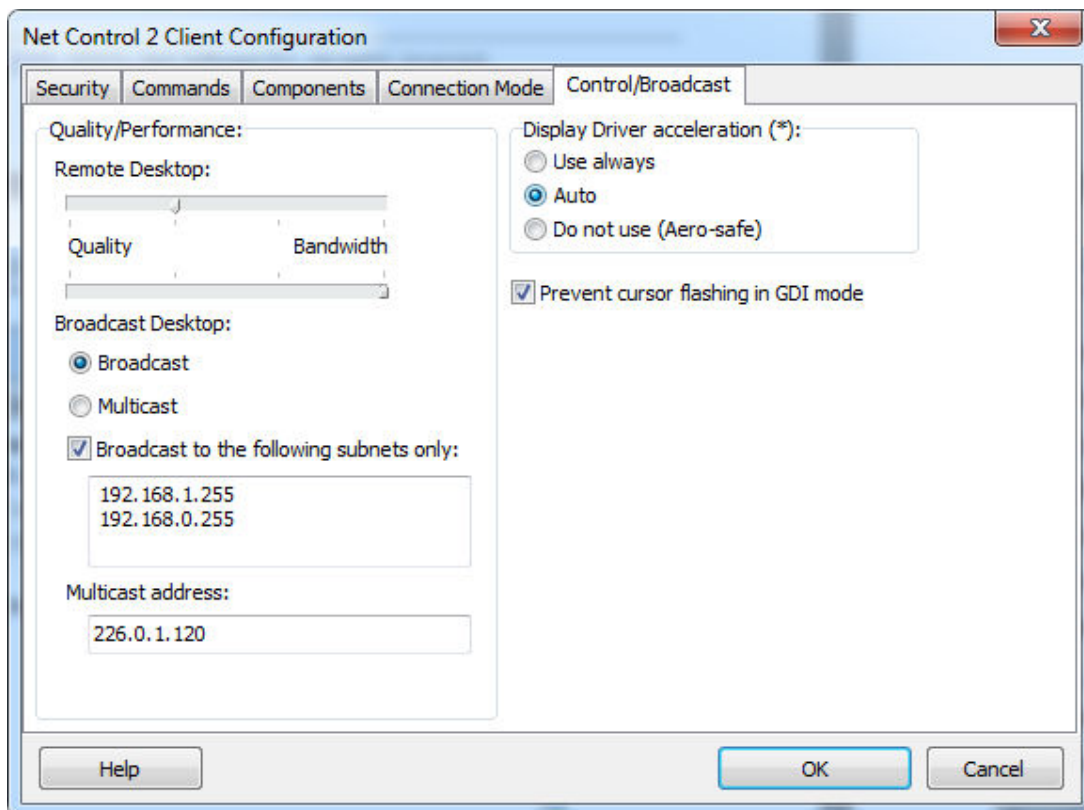 Net Control 2 Client Configuration
Security Commands Components Connection Mode Control/Broadcast
Quality/Performance:
Remote Desktop:
Quality Bandwidth
Broadcast Desktop:
Broadcast
Multicast
Broadcast to the following subnets only:
192.168.1.255
192.168.0.255
Multicast address:
226.0.1.120
Display Driver acceleration (*):
Use always
Auto
Do not use (Aero-safe)
Prevent cursor flashing in GDI mode
Help OK Cancel